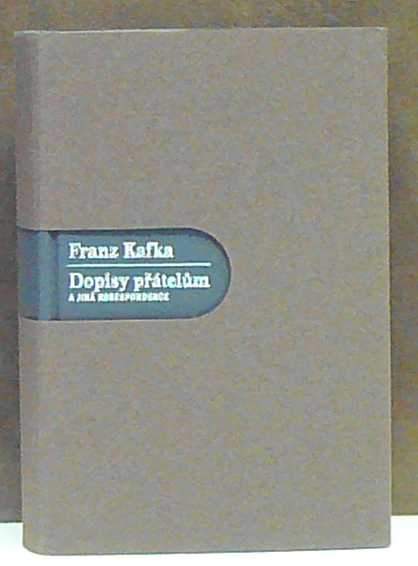 Franz Kafka
Dopisy přátelům
A JINÁ KORESPONDENCE